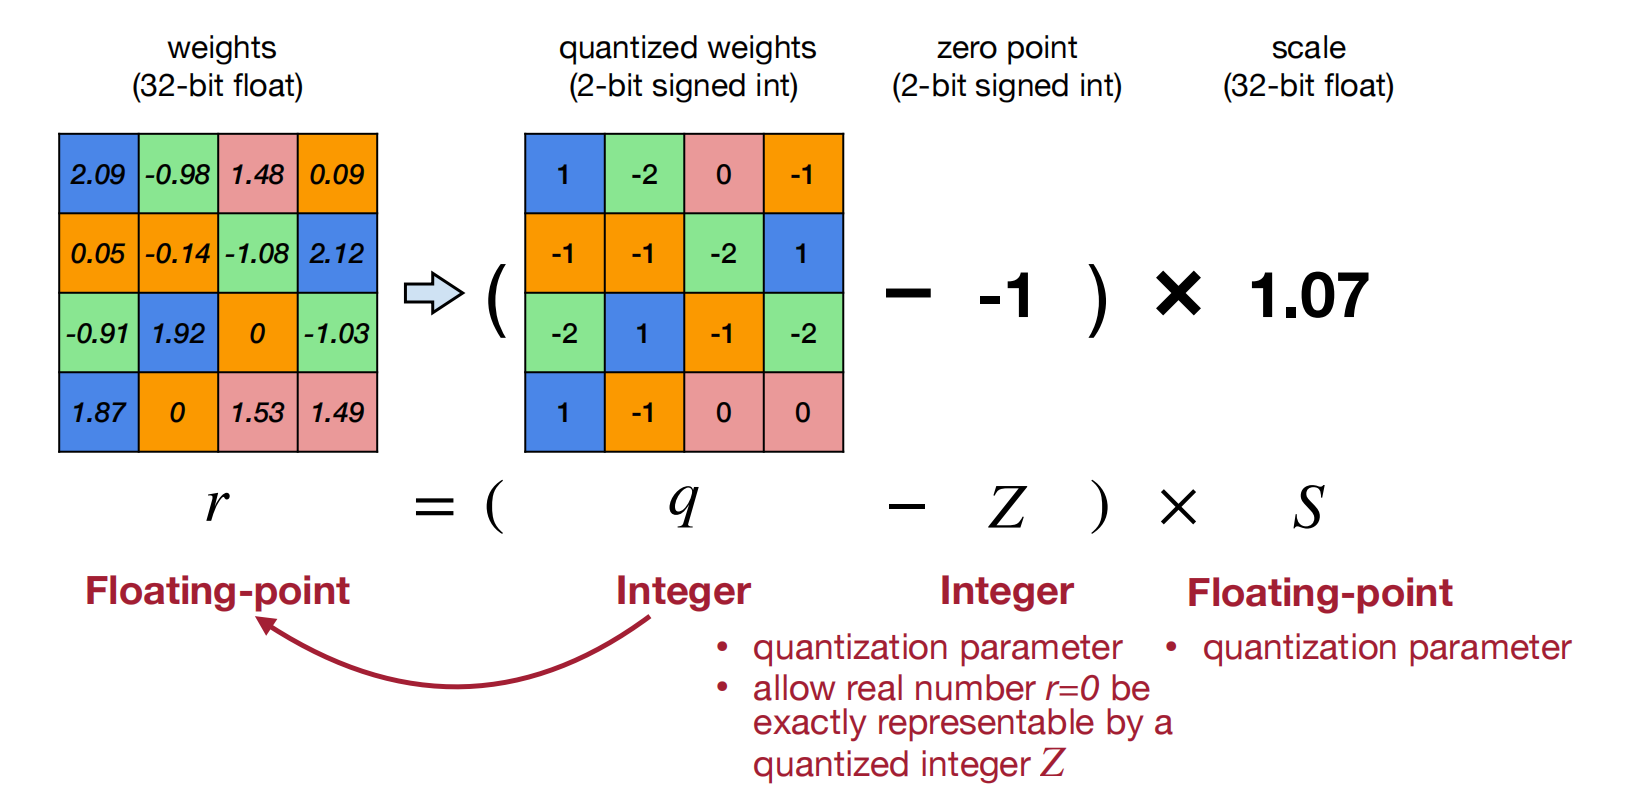 weights quantized weights zero point scale
(32-bit float) (2-bit signed int) (2-bit signed int) (32-bit float)
2.09 -0.98 1.48 0.09 1 -2 0 -1
0.05 -0.14 -1.08 2.12 -1 -1 -2 1
( − -1 ) × 1.07
-0.91 1.92 0 -1.03 -2 1 -1 -2
1.87 0 1.53 1.49 1 -1 0 0
r = ( q − Z ) × S
Floating-point Integer Integer Floating-point
• quantization parameter • quantization parameter
• allow real number r=0 be
exactly representable by a
quantized integer Z